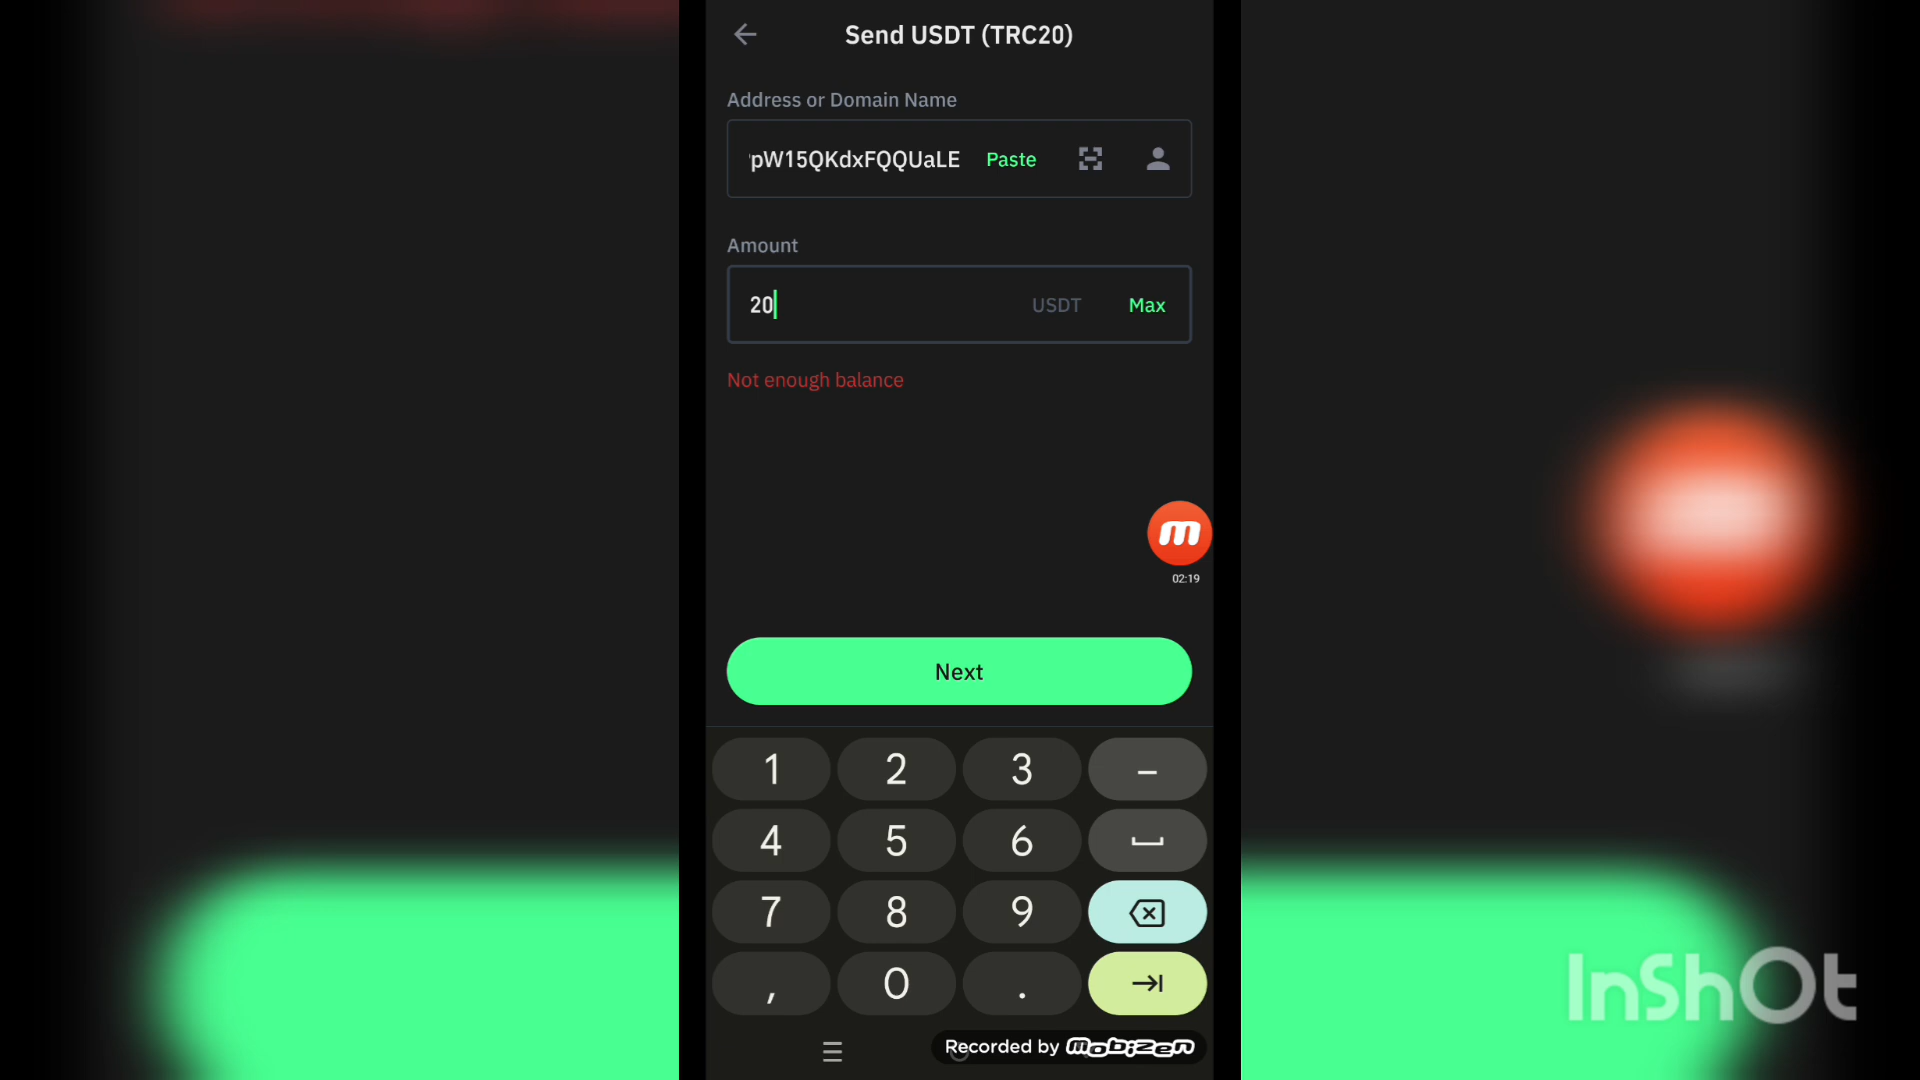 Send USDT (TRC20)
Address or Domain Name
pW15QKdxFQQUaLE Paste
Amount
20 USDT Max
Not enough balance
m
02:19
Next
1 2 3 –
4 5 6
7 8 9
, 0 .
Recorded by mobizen
InShOt